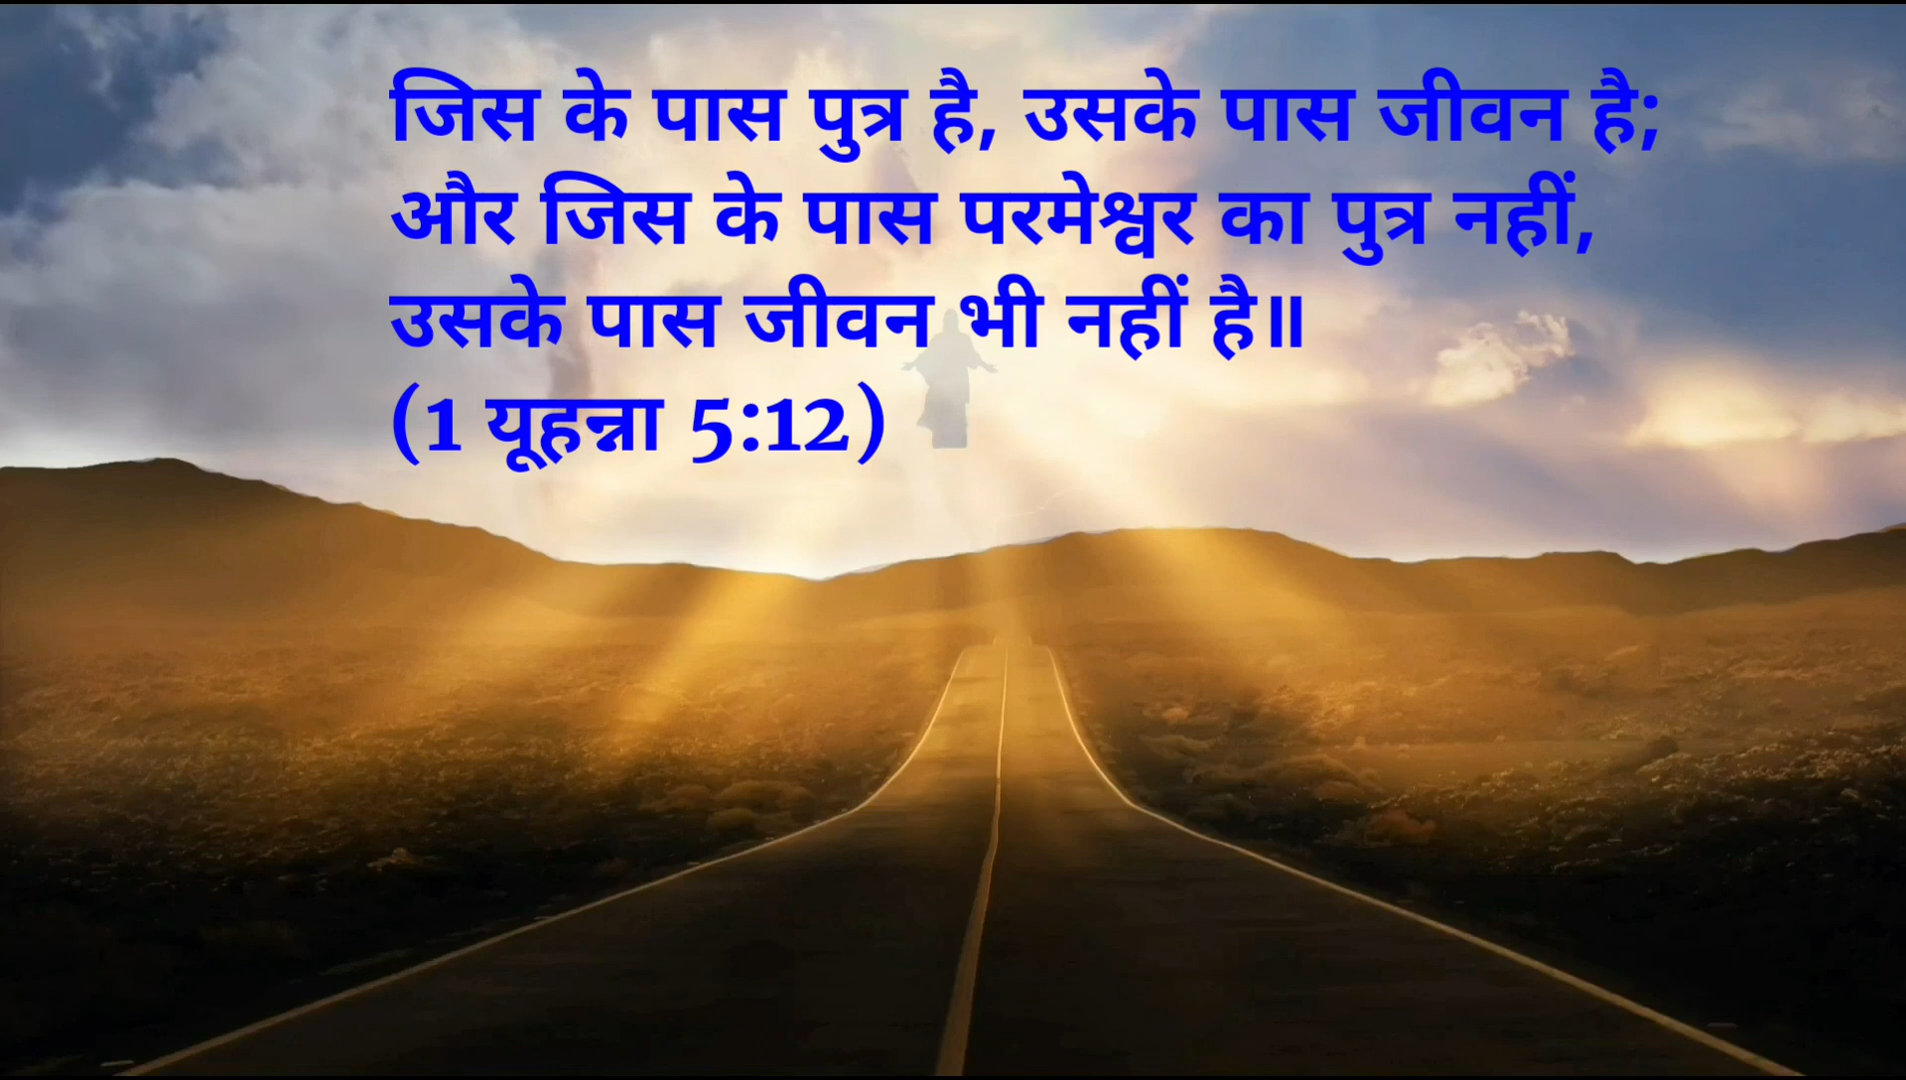 जिस के पास पुत्र है, उसके पास जीवन है;
और जिस के पास परमेश्वर का पुत्र नहीं,
उसके पास जीवन भी नहीं है॥
(1 यूहन्ना 5:12)